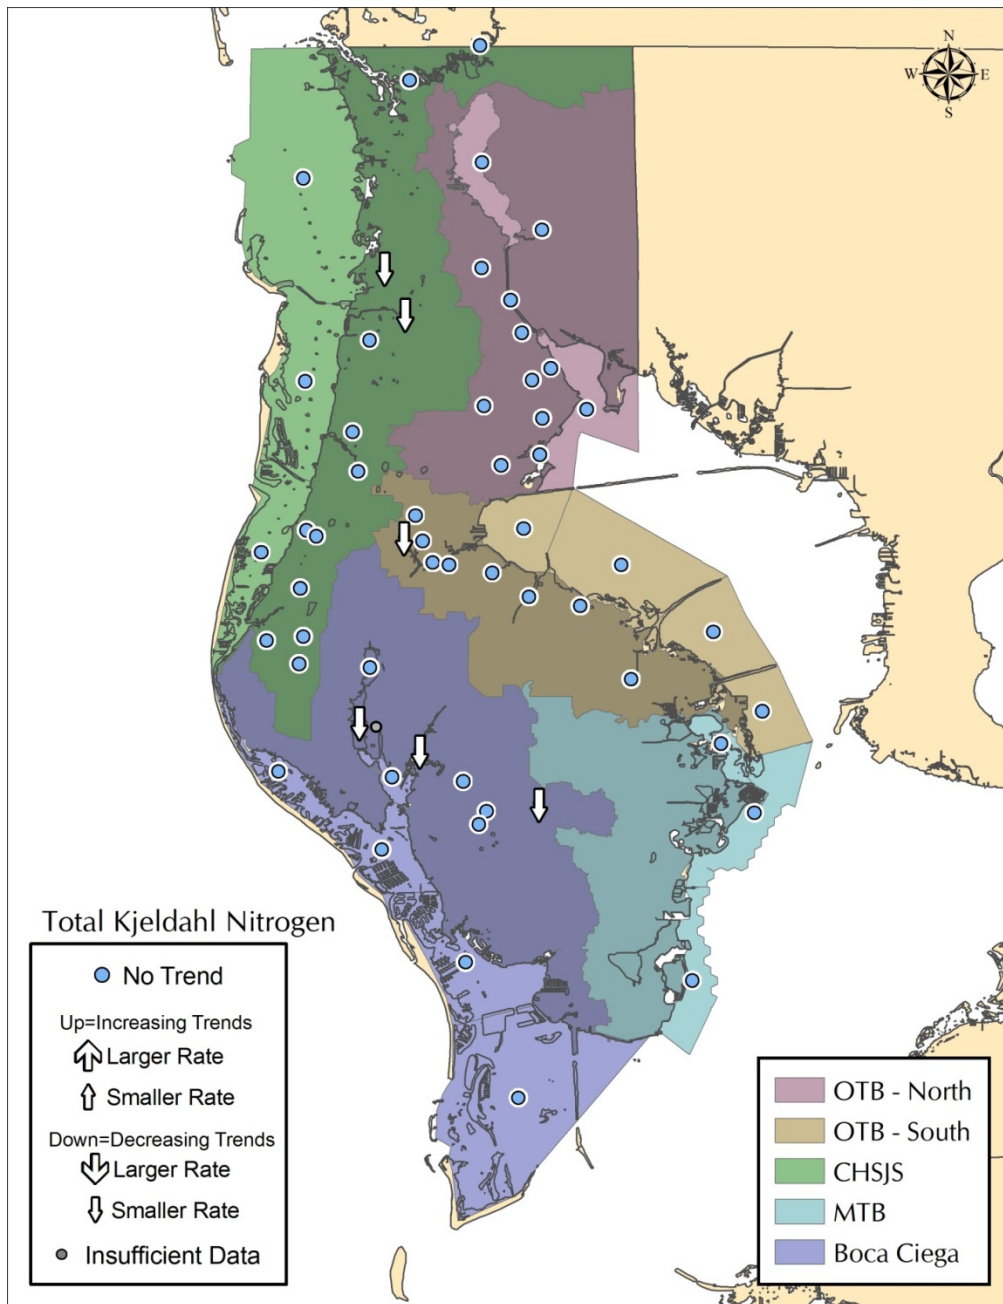 N
W
E
S
Total Kjeldahl Nitrogen
No Trend
Up=Increasing Trends
Larger Rate
Smaller Rate
Down=Decreasing Trends
Larger Rate
Smaller Rate
Insufficient Data
OTB - North
OTB - South
CHSJS
MTB
Boca Ciega